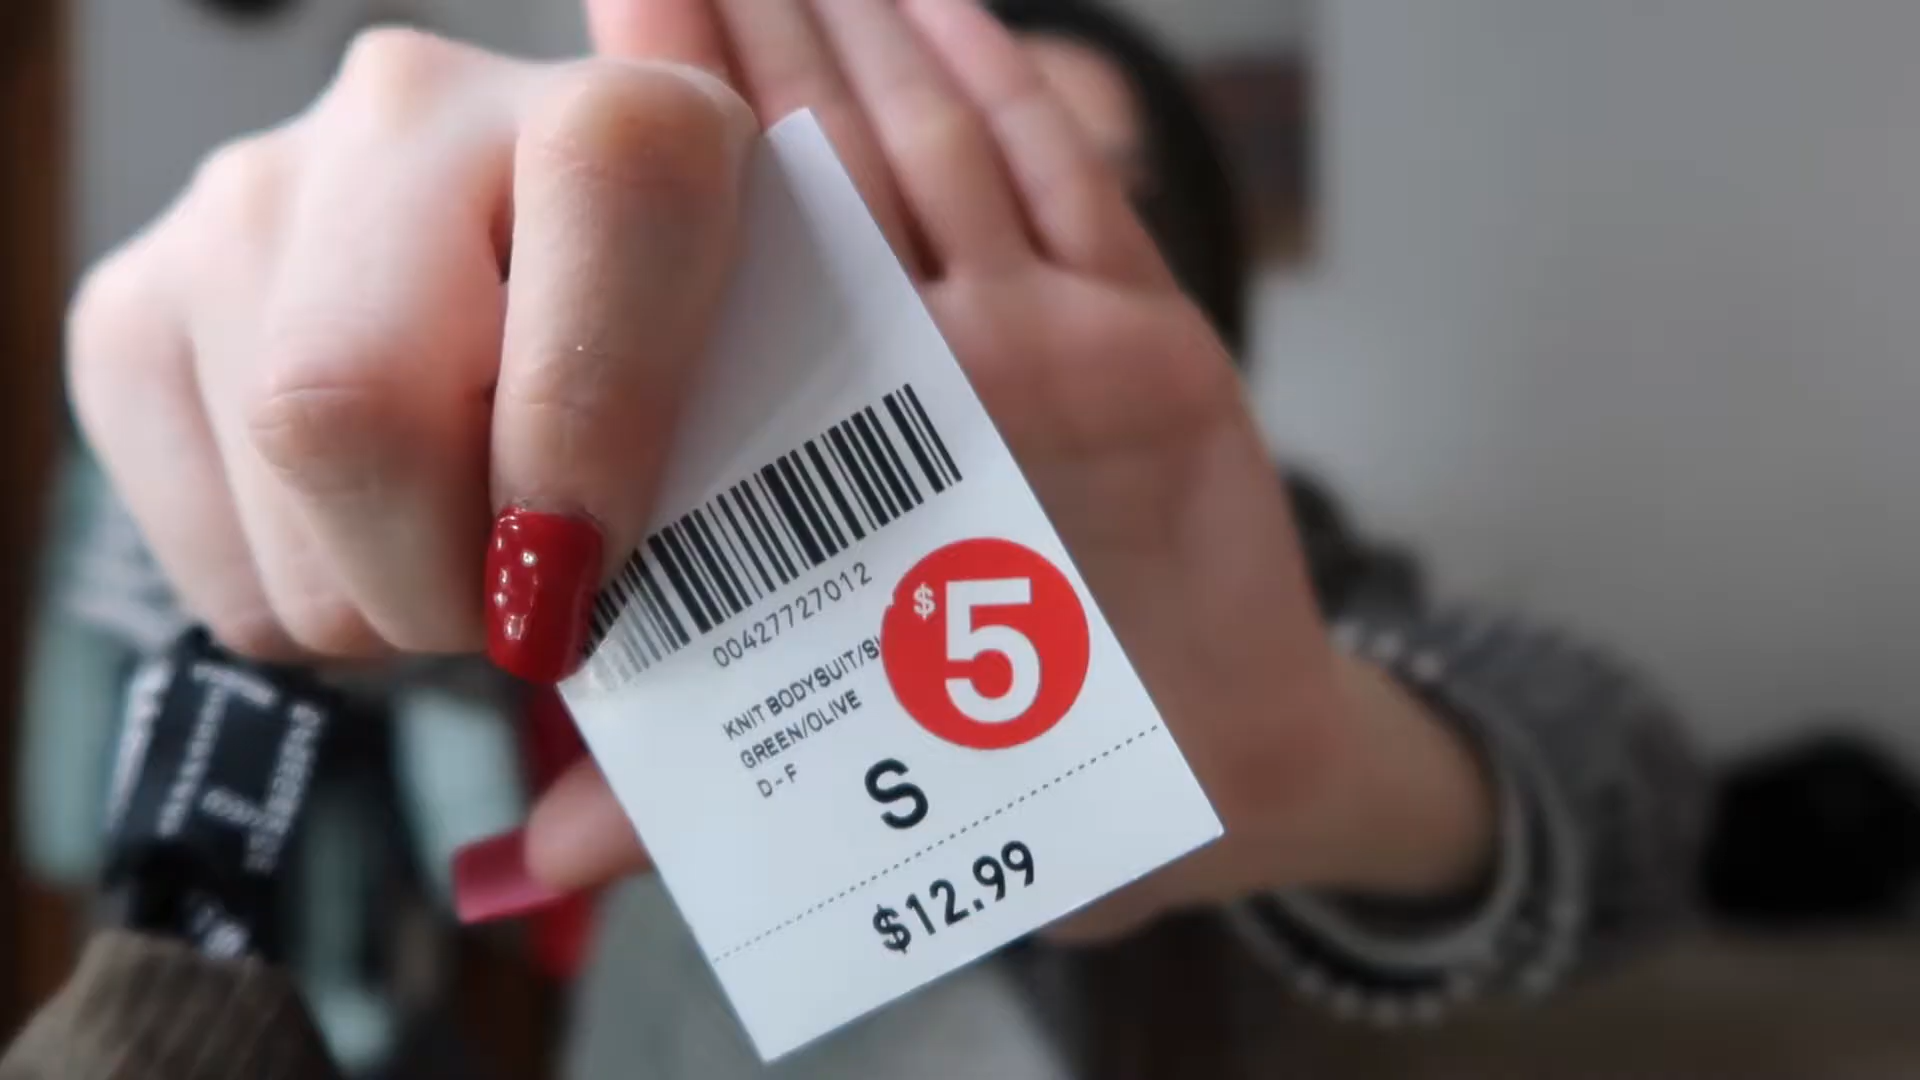 00427727012
KNIT BODYSUIT/
GREEN/OLIVE
D-F
$5
S
$12.99